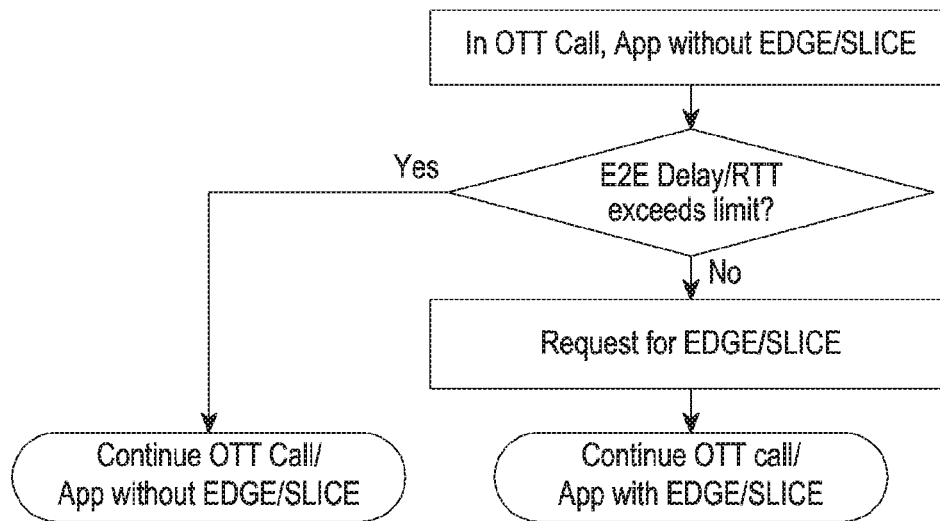 In OTT Call, App without EDGE/SLICE
Yes
E2E Delay/RTT
exceeds limit?
No
Request for EDGE/SLICE
Continue OTT Call/
App without EDGE/SLICE
Continue OTT call/
App with EDGE/SLICE